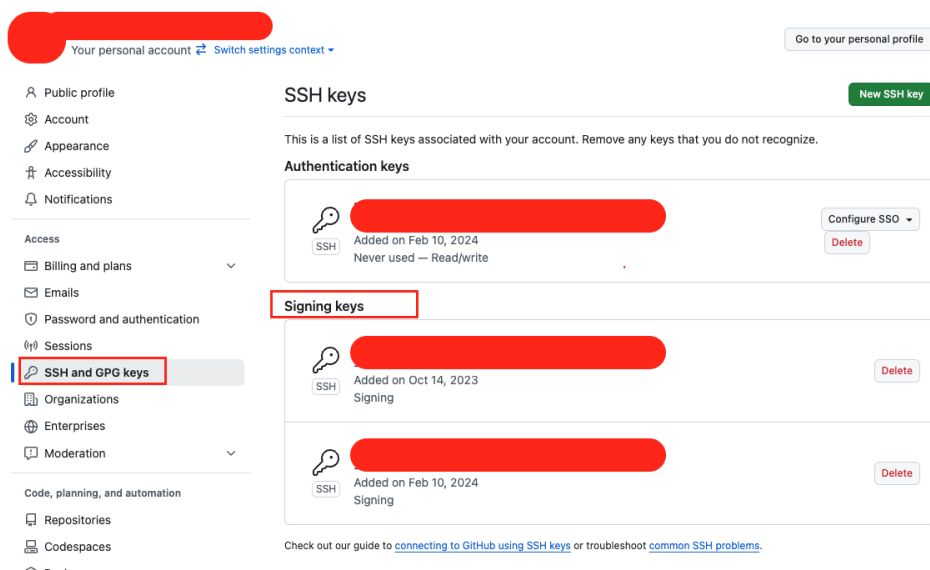 Your personal account Switch settings context
Go to your personal profile
Public profile
Account
Appearance
Accessibility
Notifications
Access
Billing and plans
Emails
Password and authentication
Sessions
SSH and GPG keys
Organizations
Enterprises
Moderation
Code, planning, and automation
Repositories
Codespaces
SSH keys
New SSH key
This is a list of SSH keys associated with your account. Remove any keys that you do not recognize.
Authentication keys
SSH
Added on Feb 10, 2024
Never used — Read/write
Configure SSO
Delete
Signing keys
SSH
Added on Oct 14, 2023
Signing
Delete
SSH
Added on Feb 10, 2024
Signing
Delete
Check out our guide to connecting to GitHub using SSH keys or troubleshoot common SSH problems.